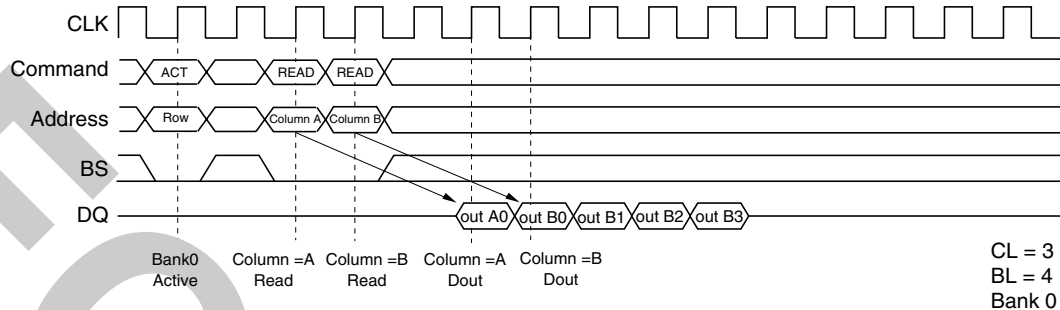 CLK
Command ACT READ READ
Address Row Column A Column B
BS
DQ out A0 out B0 out B1 out B2 out B3
Bank0 Column =A Column =B Column =A Column =B
Active Read Read Dout Dout
CL = 3
BL = 4
Bank 0